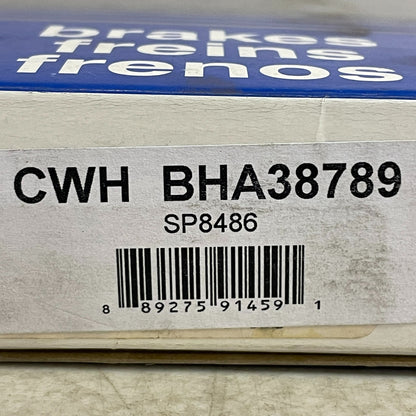 brakes
freins
frenos
CWH BHA38789
SP8486
8 89275 91459 1